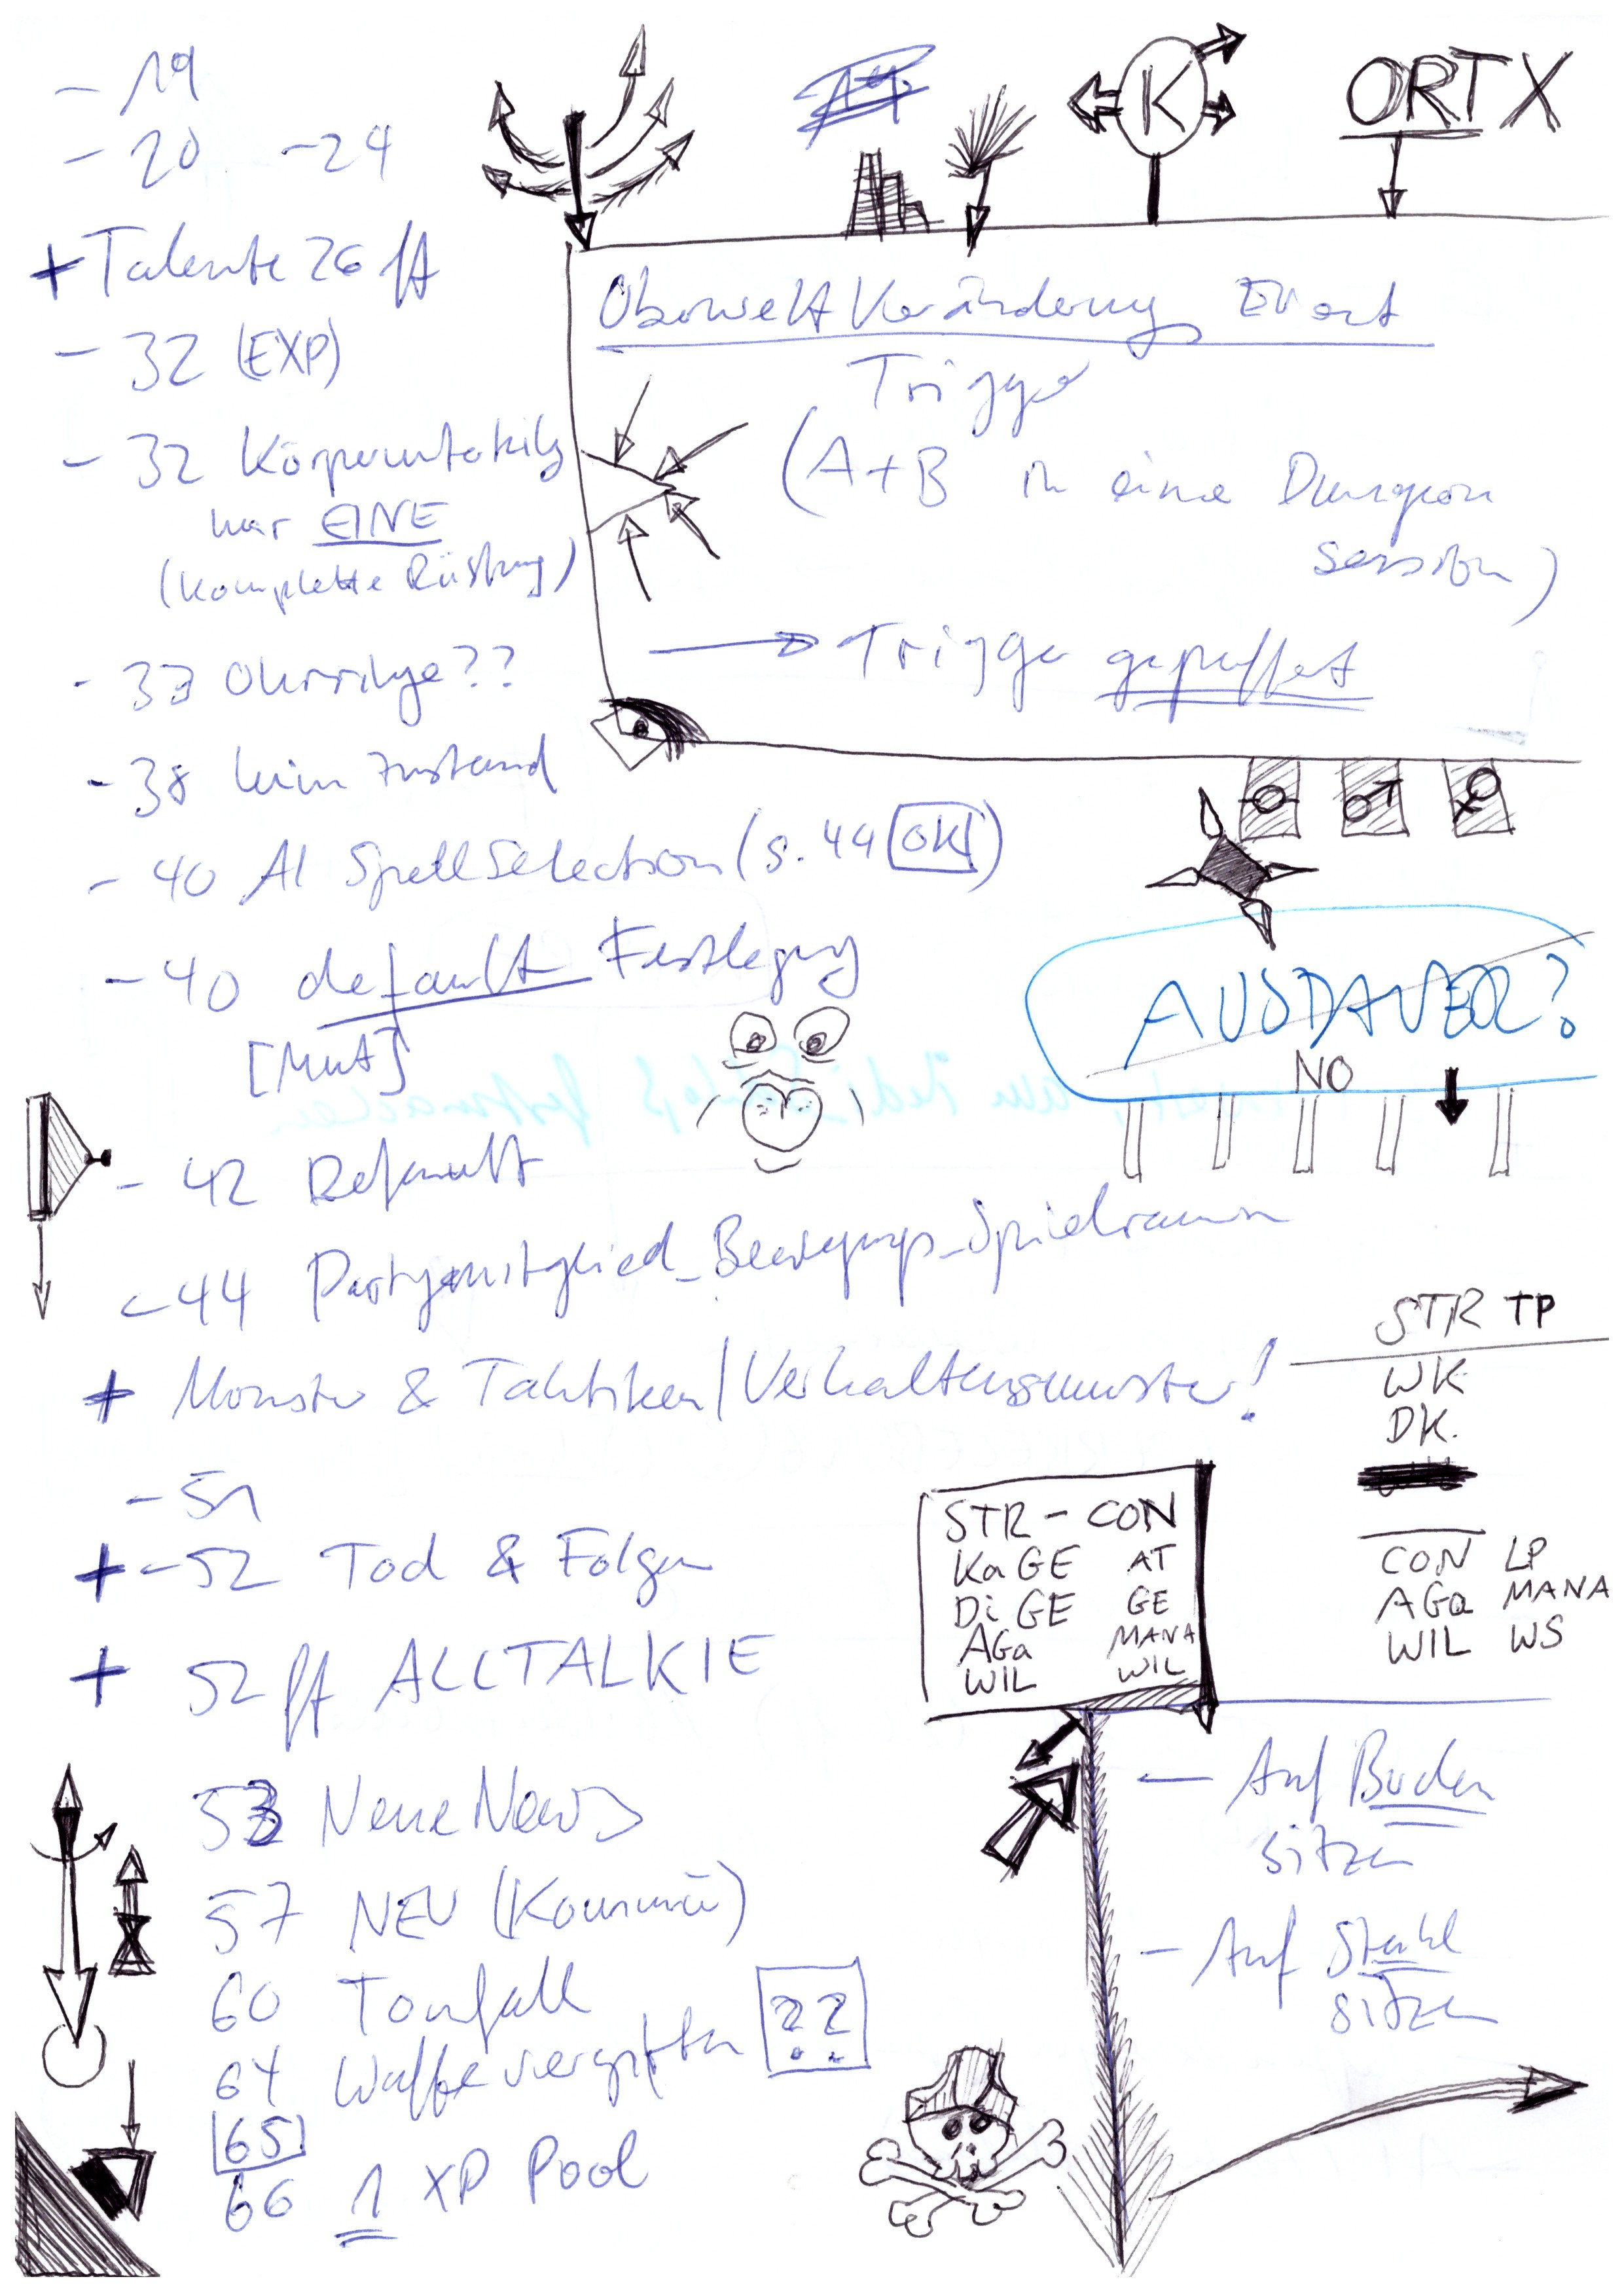 - 19
- 20 - 24
+ Talente 26 ff
- 32 (EXP)
- 32
nur EINE
(komplette Rüstung)
- 33 Ohrringe??
- 38 kein Zustand
- 40 AI Spell Selection (S. 44 OK)
- 40 default Festlegung
[Mut]
- 42 Default
- 44 Partymitglied_Bewegungs_Spielraum
+ Monster & Taktiken/Verhaltensmuster!
- 51
+ - 52 Tod & Folgen
+ 52 ff ALLTALKIE
53 Neue News
57 NEU (Kommu)
60 Tonfall
64 Waffe vergiften ??
65
66 1 XP Pool
K
ORT X
Oberwelt Veränderung Event
Trigger
(A+B in einer Dungeon
Session)
→ Trigger gepuffert
AUSDAUER?
NO
STR TP
WK
DK.
CON LP
AGa MANA
WIL WS
STR - CON
KaGE AT
Di GE GE
AGa MANA
WIL WIL
- Auf Boden
sitzen
- Auf Stuhl
sitzen